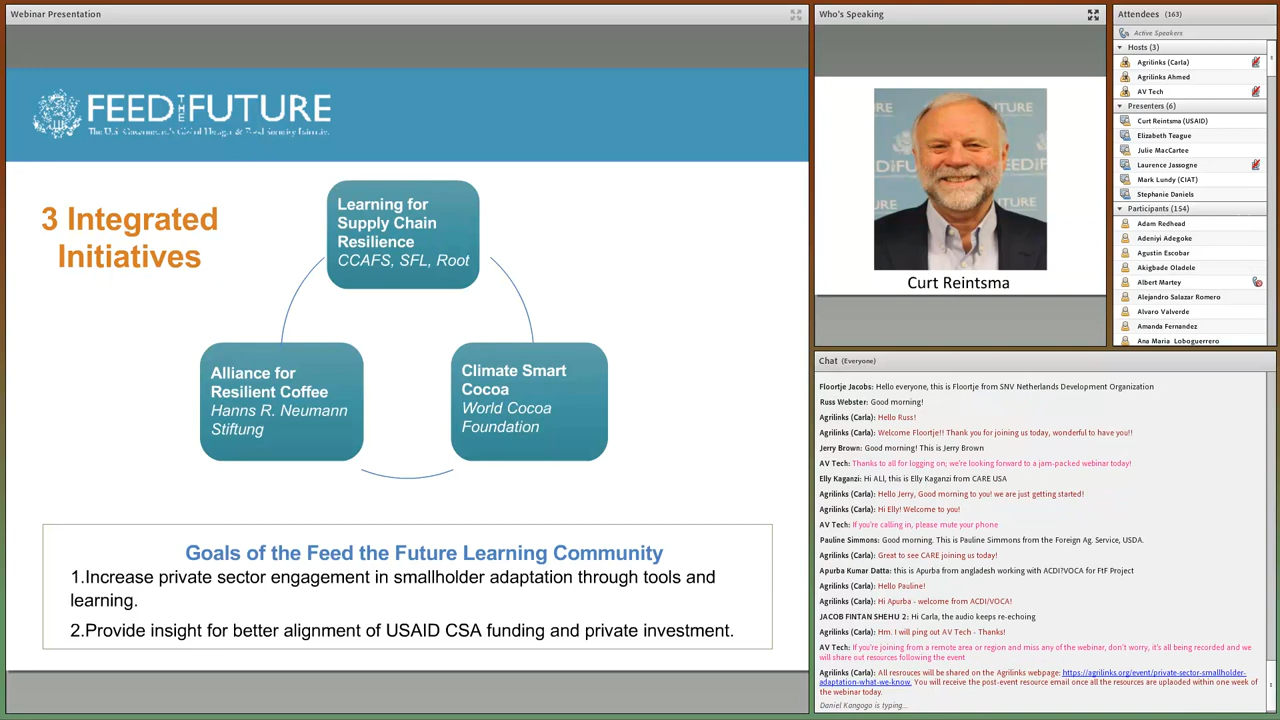 Webinar Presentation
FEED THE FUTURE
The U.S. Government's Global Hunger & Food Security Initiative
3 Integrated
Initiatives
Learning for
Supply Chain
Resilience
CCAFS, SFL, Root
Alliance for
Resilient Coffee
Hanns R. Neumann
Stiftung
Climate Smart
Cocoa
World Cocoa
Foundation
Goals of the Feed the Future Learning Community
1.Increase private sector engagement in smallholder adaptation through tools and
learning.
2.Provide insight for better alignment of USAID CSA funding and private investment.
Who's Speaking
Curt Reintsma
Attendees (163)
Active Speakers
Hosts (3)
Agrilinks (Carla)
Agrilinks Ahmed
AV Tech
Presenters (6)
Curt Reintsma (USAID)
Elizabeth Teague
Julie MacCartee
Laurence Jassogne
Mark Lundy (CIAT)
Stephanie Daniels
Participants (154)
Adam Redhead
Adeniyi Adegoke
Agustin Escobar
Akigbade Oladele
Albert Martey
Alejandro Salazar Romero
Alvaro Valverde
Amanda Fernandez
Ana Maria Loboguerrero
Chat (Everyone)
Floortje Jacobs: Hello everyone, this is Floortje from SNV Netherlands Development Organization
Russ Webster: Good morning!
Agrilinks (Carla): Hello Russ!
Agrilinks (Carla): Welcome Floortje!! Thank you for joining us today, wonderful to have you!!
Jerry Brown: Good morning! This is Jerry Brown
AV Tech: Thanks to all for logging on; we're looking forward to a jam-packed webinar today!
Elly Kaganzi: Hi ALl, this is Elly Kaganzi from CARE USA
Agrilinks (Carla): Hello Jerry, Good morning to you! we are just getting started!
Agrilinks (Carla): Hi Elly! Welcome to you!
AV Tech: If you're calling in, please mute your phone
Pauline Simmons: Good morning. This is Pauline Simmons from the Foreign Ag. Service, USDA.
Agrilinks (Carla): Great to see CARE joining us today!
Apurba Kumar Datta: this is Apurba from angladesh working with ACDI?VOCA for FtF Project
Agrilinks (Carla): Hello Pauline!
Agrilinks (Carla): Hi Apurba - welcome from ACDI/VOCA!
JACOB FINTAN SHEHU 2: Hi Carla, the audio keeps re-echoing
Agrilinks (Carla): Hm. I will ping out AV Tech - Thanks!
AV Tech: If you're joining from a remote area or region and miss any of the webinar, don't worry, it's all being recorded and we
will share out resources following the event
Agrilinks (Carla): All resrouces will be shared on the Agrilinks webpage: https://agrilinks.org/event/private-sector-smallholder-
adaptation-what-we-know. You will receive the post-event resource email once all the resources are uplaoded within one week of
the webinar today.
Daniel Kangogo is typing...